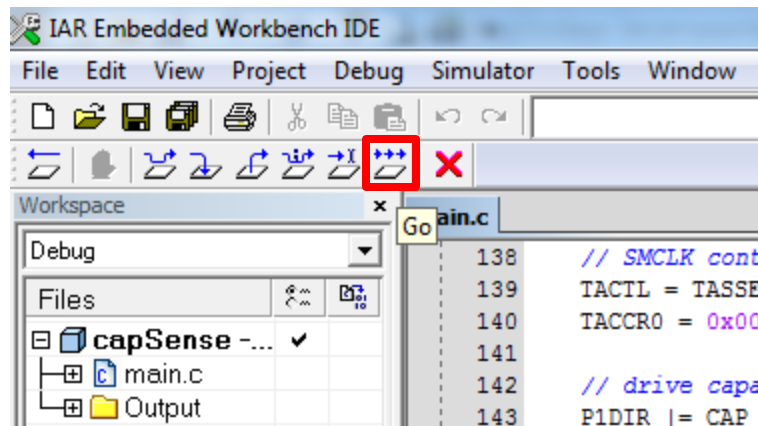 IAR Embedded Workbench IDE
File Edit View Project Debug Simulator Tools Window
Workspace
Go
ain.c
Debug
Files
capSense -...
main.c
Output
138 // SMCLK cont
139 TACTL = TASSE
140 TACCR0 = 0x00
141
142 // drive capa
143 P1DIR |= CAP